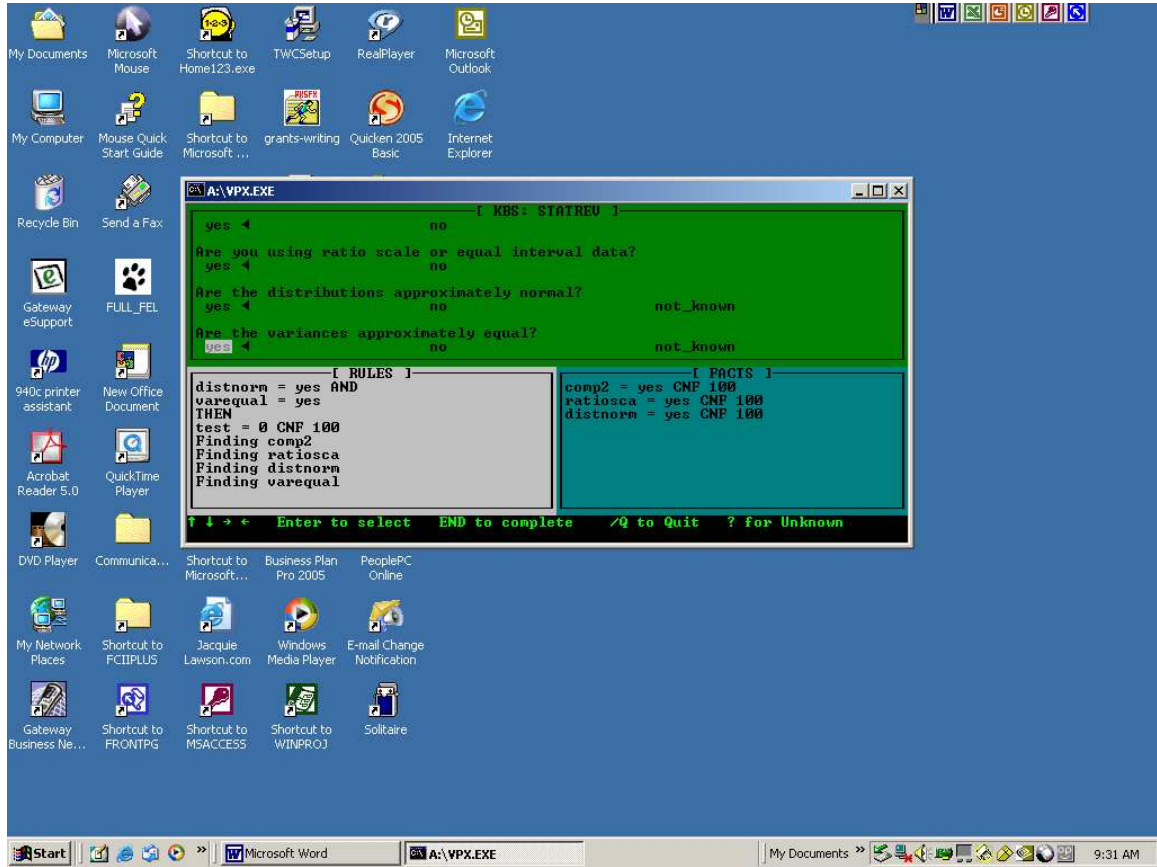 My Documents
Microsoft Mouse
Shortcut to Home123.exe
TWCSetup
RealPlayer
Microsoft Outlook
My Computer
Mouse Quick Start Guide
Shortcut to Microsoft ...
grants-writing
Quicken 2005 Basic
Internet Explorer
Recycle Bin
Send a Fax
Gateway eSupport
FULL_FEL
940c printer assistant
New Office Document
Acrobat Reader 5.0
QuickTime Player
A:\VPX.EXE
[ KBS: STATREV ]
yes ◄ no
Are you using ratio scale or equal interval data?
yes ◄ no
Are the distributions approximately normal?
yes ◄ no not_known
Are the variances approximately equal?
yes ◄ no not_known
[ RULES ]
distnorm = yes AND
varequal = yes
THEN
test = 0 CNF 100
Finding comp2
Finding ratiosca
Finding distnorm
Finding varequal
[ FACTS ]
comp2 = yes CNF 100
ratiosca = yes CNF 100
distnorm = yes CNF 100
↑ ↓ → ← Enter to select END to complete /Q to Quit ? for Unknown
DVD Player
Communica...
Shortcut to Microsoft...
Business Plan Pro 2005
PeoplePC Online
My Network Places
Shortcut to FCIIPLUS
Jacquie Lawson.com
Windows Media Player
E-mail Change Notification
Gateway Business Ne...
Shortcut to FRONTPG
Shortcut to MSACCESS
Shortcut to WINPROJ
Solitaire
Start
»
Microsoft Word
A:\VPX.EXE
My Documents »
9:31 AM